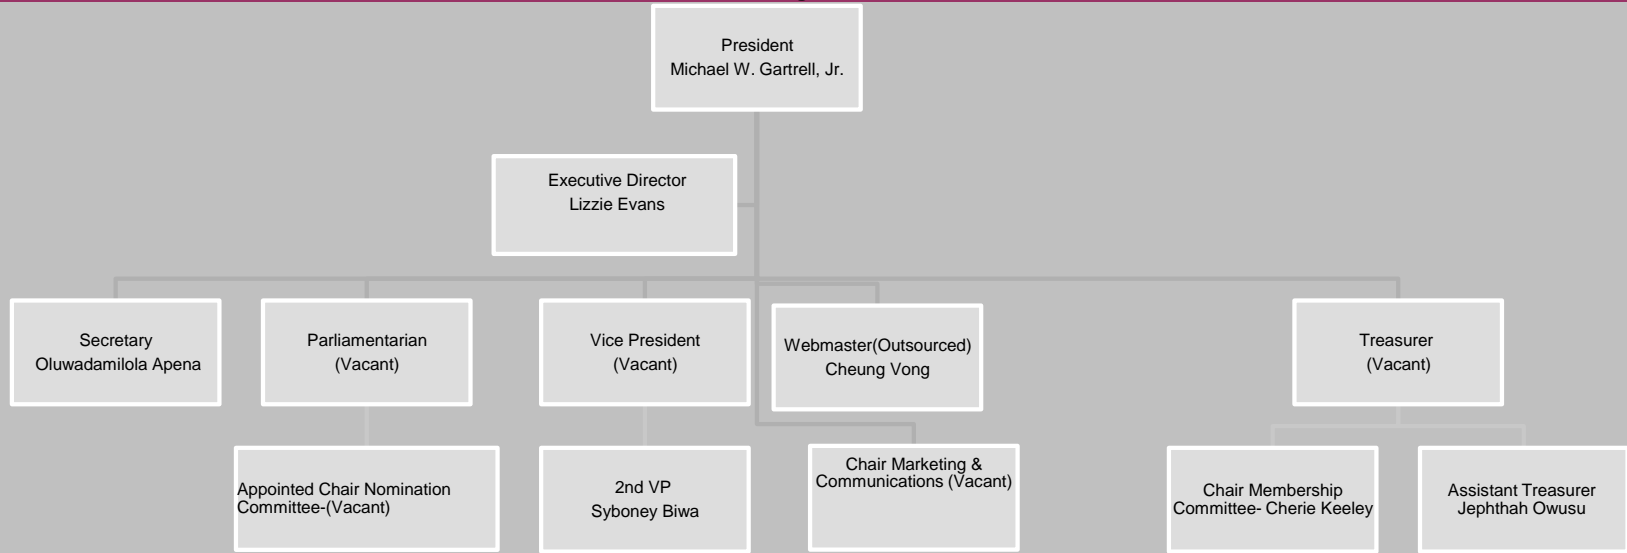 President
Michael W. Gartrell, Jr.
Executive Director
Lizzie Evans
Secretary
Oluwadamilola Apena
Parliamentarian
(Vacant)
Vice President
(Vacant)
Webmaster(Outsourced)
Cheung Vong
Treasurer
(Vacant)
Appointed Chair Nomination
Committee-(Vacant)
2nd VP
Syboney Biwa
Chair Marketing &
Communications (Vacant)
Chair Membership
Committee- Cherie Keeley
Assistant Treasurer
Jephthah Owusu